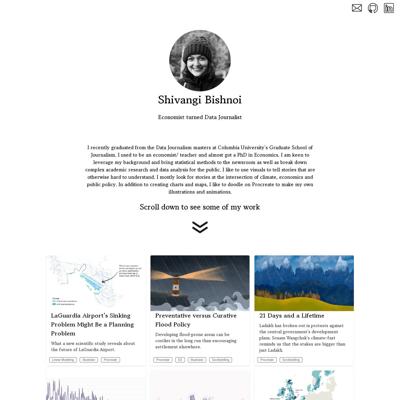 Shivangi Bishnoi
Economist turned Data Journalist
I recently graduated from the Data Journalism masters at Columbia University's Graduate School of
Journalism. I used to be an economist/ teacher and almost got a PhD in Economics. I am keen to
leverage my background and bring statistical methods to the newsroom as well as break down
complex academic research and data analysis for the public. I like to use visuals to tell stories that are
otherwise hard to understand. I mostly look for stories at the intersection of climate, economics and
public policy. In addition to creating charts and maps, I like to doodle on Procreate to make my own
illustrations and animations.
Scroll down to see some of my work
LaGuardia Airport's Sinking
Problem Might Be a Planning
Problem
What a new scientific study reveals about
the future of LaGuardia Airport.
Preventative versus Curative
Flood Policy
Developing flood-prone areas can be
costlier in the long run than encouraging
settlement elsewhere.
21 Days and a Lifetime
Ladakh has broken out in protests against
the central government's development
plans. Sonam Wangchuk's climate-fast
reminds us that the stakes are bigger than
just Ladakh.
Illustrator
Procreate
Procreate
Illustrator
Procreate